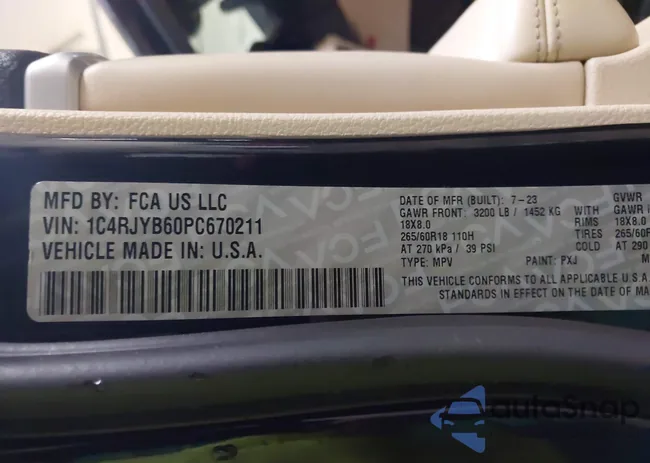 MFD BY: FCA US LLC
VIN: 1C4RJYB60PC670211
VEHICLE MADE IN: U.S.A.
DATE OF MFR (BUILT): 7-23 GVWR
GAWR FRONT: 3200 LB / 1452 KG WITH GAWR
18X8.0 RIMS 18X8.0
265/60R18 110H TIRES 265/60R
AT 270 kPa / 39 PSI COLD AT 290
TYPE: MPV PAINT: PXJ M
THIS VEHICLE CONFORMS TO ALL APPLICABLE U.S.A.
STANDARDS IN EFFECT ON THE DATE OF MA
autoSnap